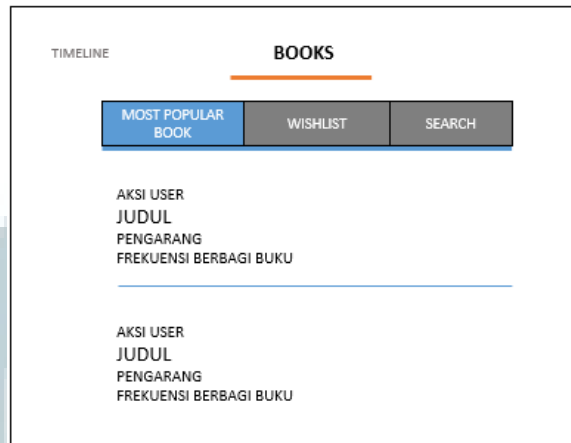 TIMELINE
BOOKS
MOST POPULAR
BOOK
WISHLIST
SEARCH
AKSI USER
JUDUL
PENGARANG
FREKUENSI BERBAGI BUKU
AKSI USER
JUDUL
PENGARANG
FREKUENSI BERBAGI BUKU